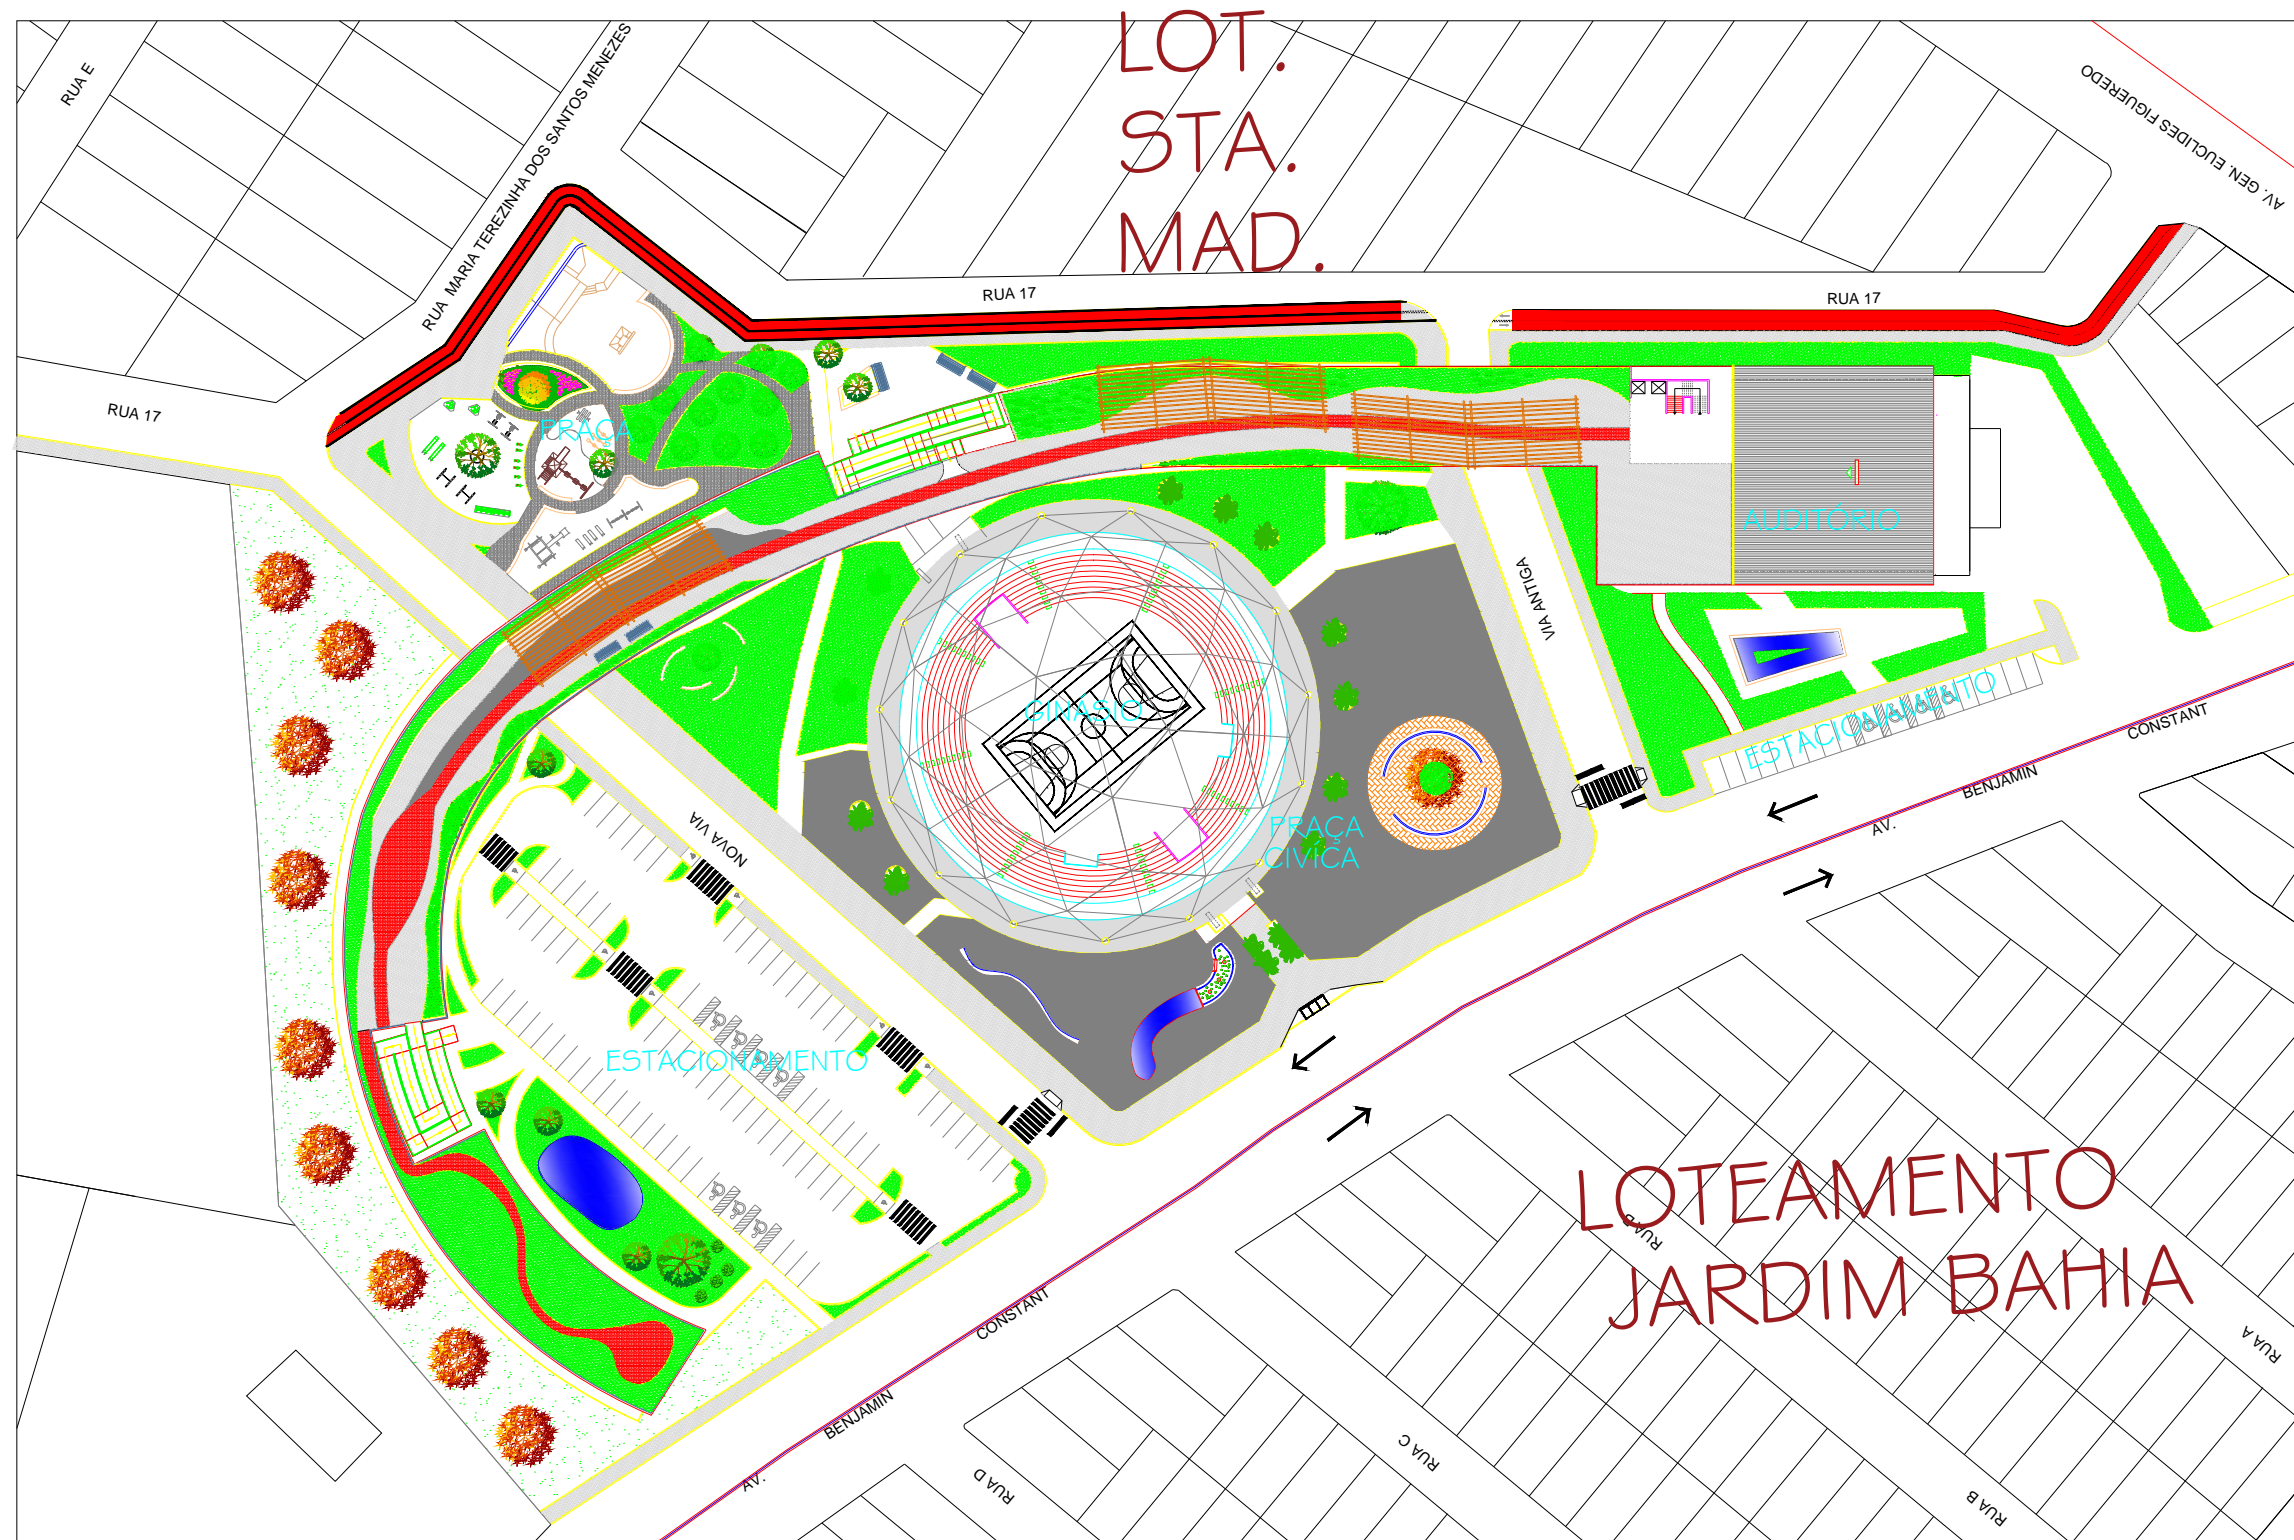 LOT.
STA.
MAD.
RUA E
RUA MARIA TEREZINHA DOS SANTOS MENEZES
AV. GEN. EUCLIDES FIGUEREDO
RUA 17
RUA 17
RUA 17
PRAÇA
AUDITÓRIO
VIA ANTIGA
GINÁSIO
ESTACIONAMENTO
CONSTANT
BENJAMIN
AV.
NOVA VIA
PRAÇA
CIVÍCA
ESTACIONAMENTO
LOTEAMENTO
JARDIM BAHIA
RUA D
RUA A
CONSTANT
BENJAMIN
AV.
RUA C
RUA D
RUA B